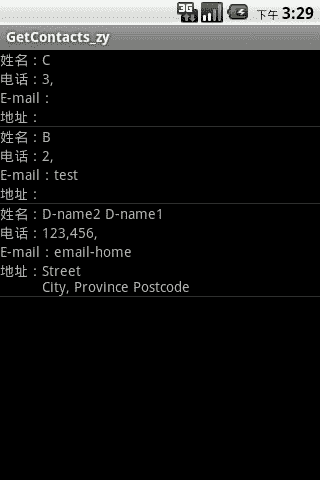 3G 下午 3:29
GetContacts_zy
姓名：C
电话：3,
E-mail：
地址：
姓名：B
电话：2,
E-mail：test
地址：
姓名：D-name2 D-name1
电话：123,456,
E-mail：email-home
地址：Street
City, Province Postcode